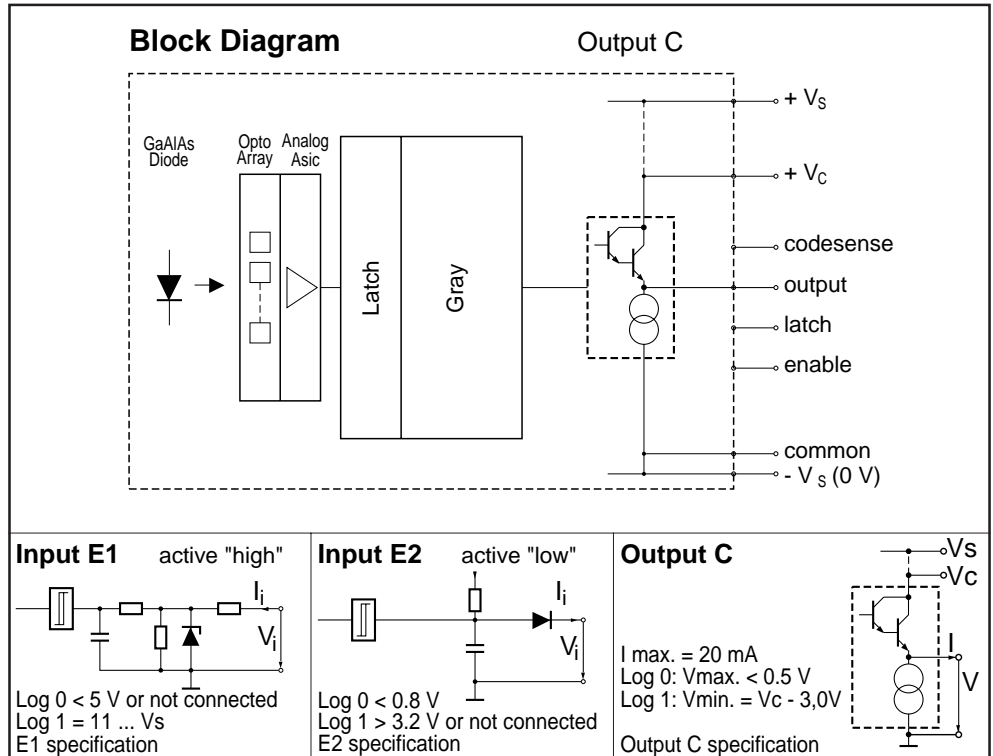 Block Diagram
Output C
GaAlAs
Diode
Opto
Array
Analog
Asic
Latch
Gray
+ VS
+ VC
codesense
output
latch
enable
common
- V S (0 V)
Input E1 active "high"
Ii
Vi
Log 0 < 5 V or not connected
Log 1 = 11 ... Vs
E1 specification
Input E2 active "low"
Ii
Vi
Log 0 < 0.8 V
Log 1 > 3.2 V or not connected
E2 specification
Output C
Vs
Vc
I
V
I max. = 20 mA
Log 0: Vmax. < 0.5 V
Log 1: Vmin. = Vc - 3,0V
Output C specification